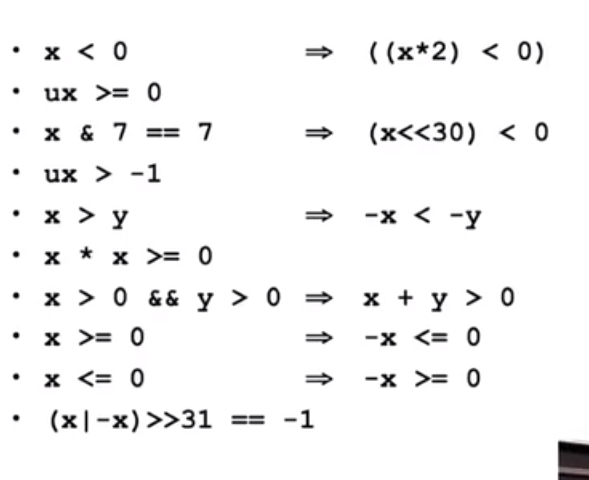 • x < 0 ⇒ ((x*2) < 0)
• ux >= 0
• x & 7 == 7 ⇒ (x<<30) < 0
• ux > -1
• x > y ⇒ -x < -y
• x * x >= 0
• x > 0 && y > 0 ⇒ x + y > 0
• x >= 0 ⇒ -x <= 0
• x <= 0 ⇒ -x >= 0
• (x|-x)>>31 == -1